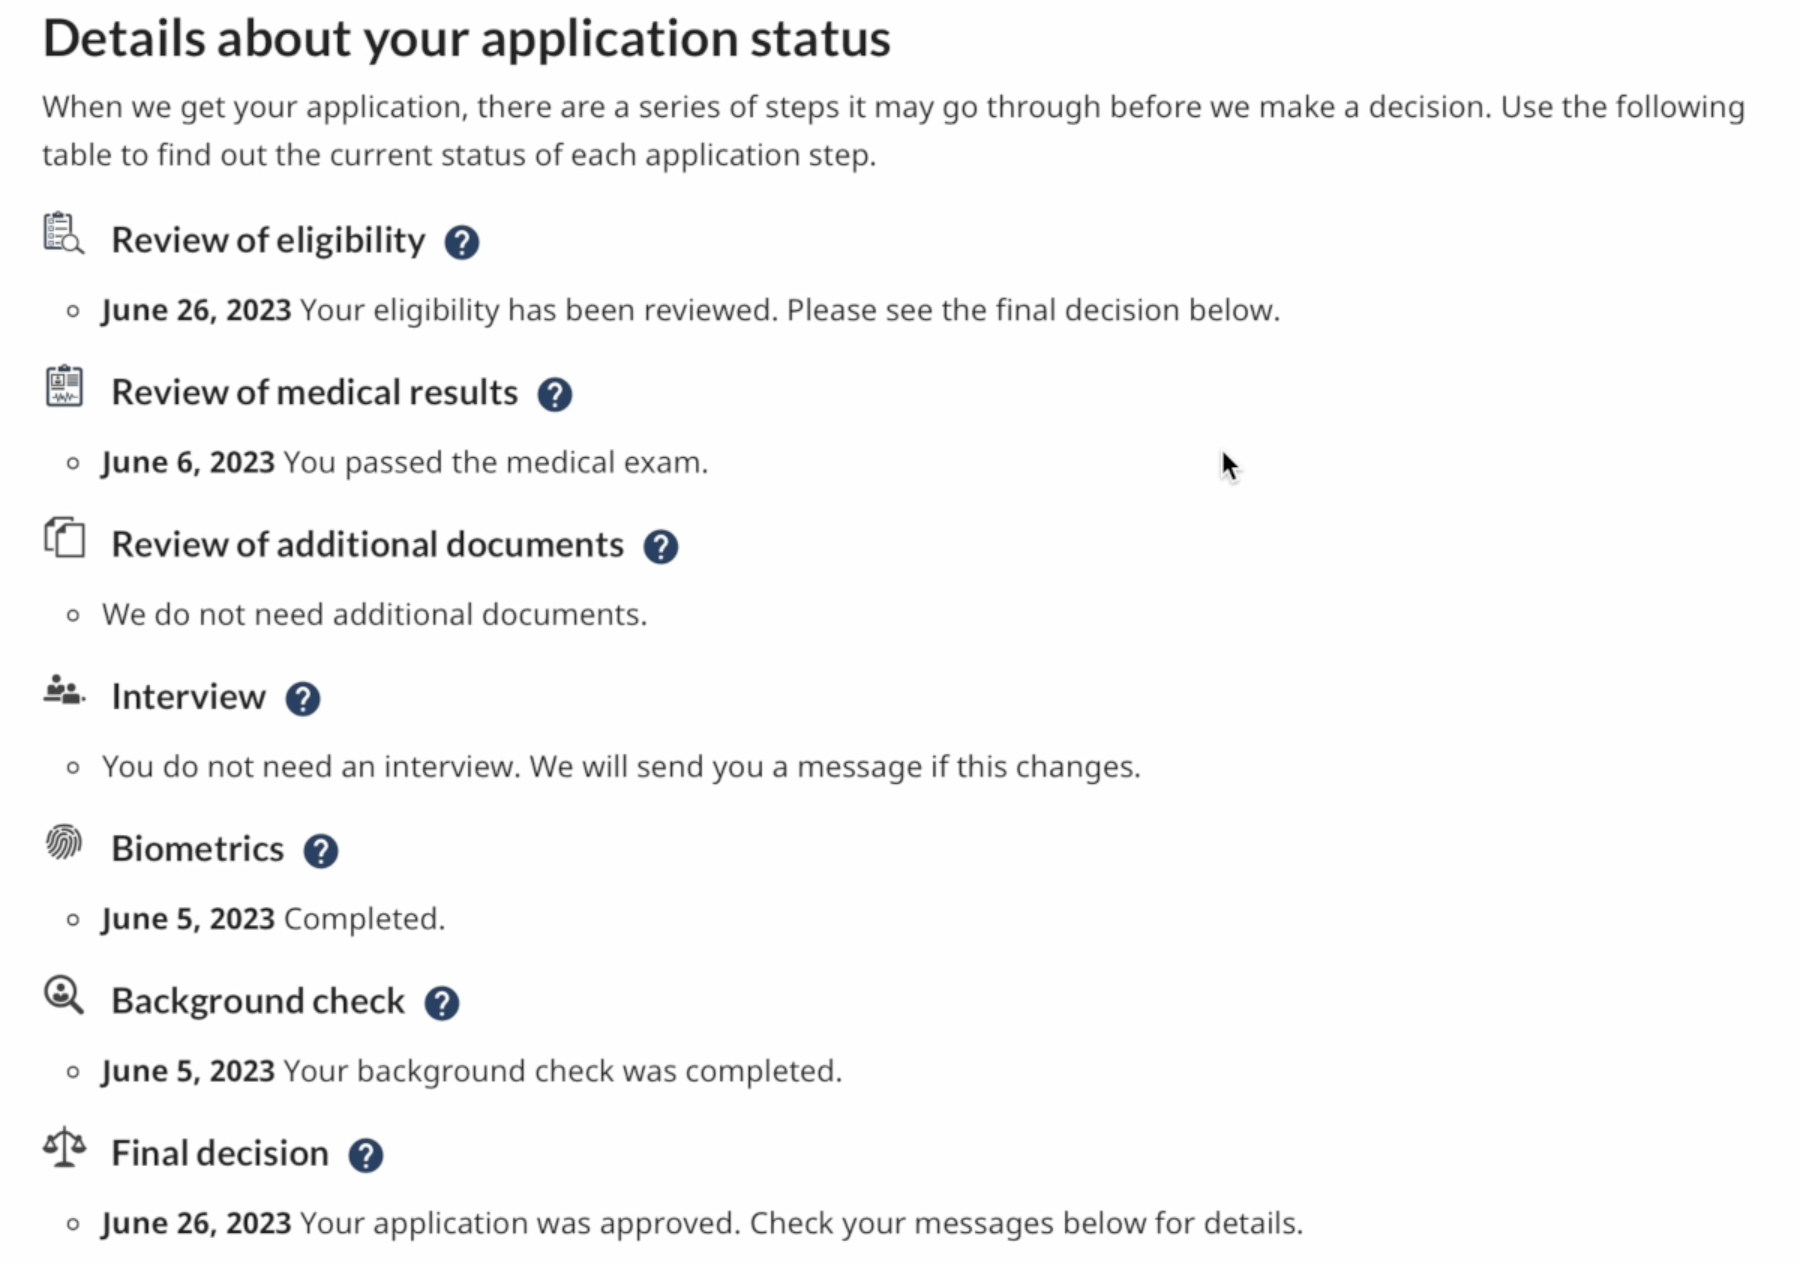 Details about your application status
When we get your application, there are a series of steps it may go through before we make a decision. Use the following
table to find out the current status of each application step.
Review of eligibility ?
June 26, 2023 Your eligibility has been reviewed. Please see the final decision below.
Review of medical results ?
June 6, 2023 You passed the medical exam.
Review of additional documents ?
We do not need additional documents.
Interview ?
You do not need an interview. We will send you a message if this changes.
Biometrics ?
June 5, 2023 Completed.
Background check ?
June 5, 2023 Your background check was completed.
Final decision ?
June 26, 2023 Your application was approved. Check your messages below for details.